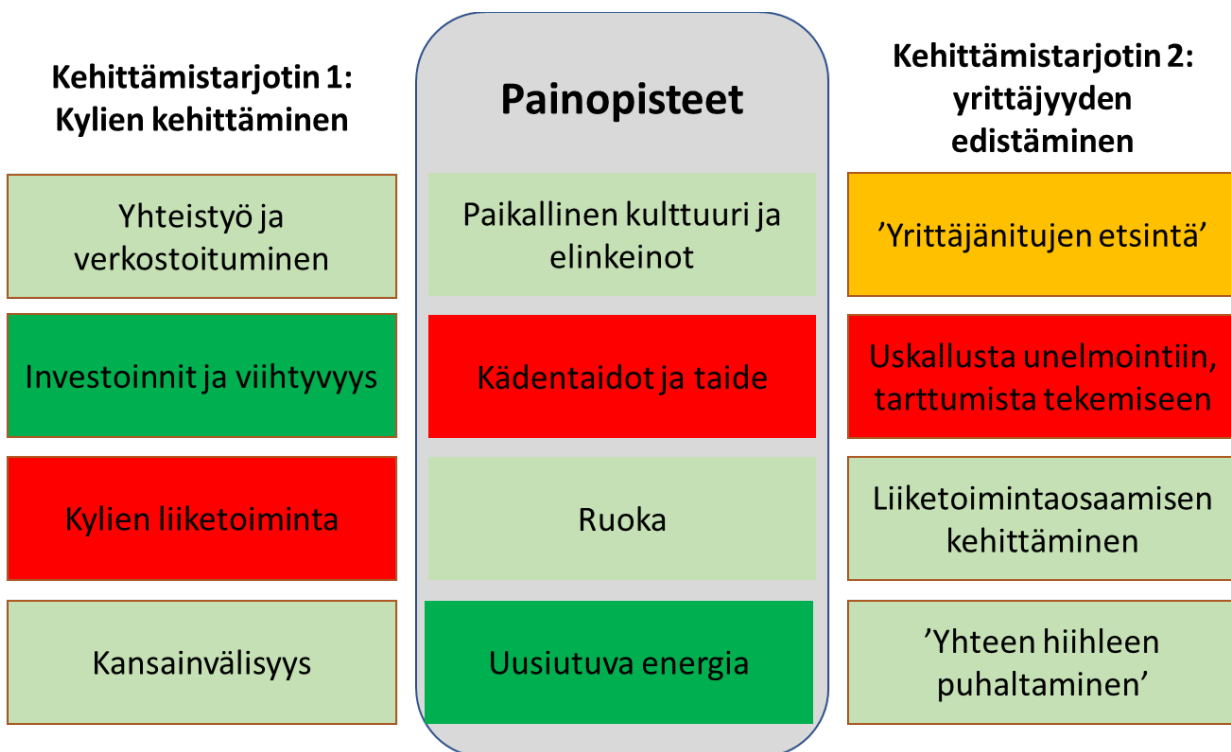 Kehittämistarjotin 1:
Kylien kehittäminen
Yhteistyö ja
verkostoituminen
Investoinnit ja viihtyvyys
Kylien liiketoiminta
Kansainvälisyys
Painopisteet
Paikallinen kulttuuri ja
elinkeinot
Kädentaidot ja taide
Ruoka
Uusiutuva energia
Kehittämistarjotin 2:
yrittäjyyden
edistäminen
’Yrittäjänitujen etsintä’
Uskallusta unelmointiin,
tarttumista tekemiseen
Liiketoimintaosaamisen
kehittäminen
’Yhteen hiihleen
puhaltaminen’